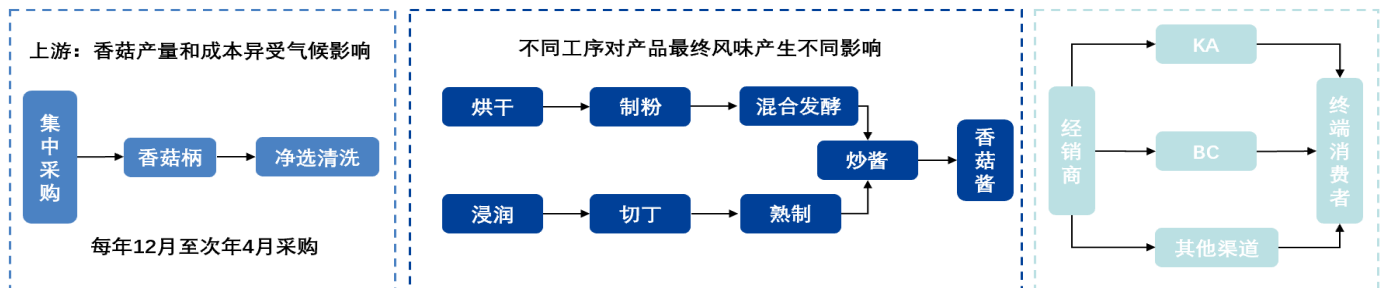 上游：香菇产量和成本异受气候影响
集中采购
香菇柄
净选清洗
每年12月至次年4月采购
不同工序对产品最终风味产生不同影响
烘干
制粉
混合发酵
浸润
切丁
熟制
炒酱
香菇酱
经销商
KA
BC
其他渠道
终端消费者